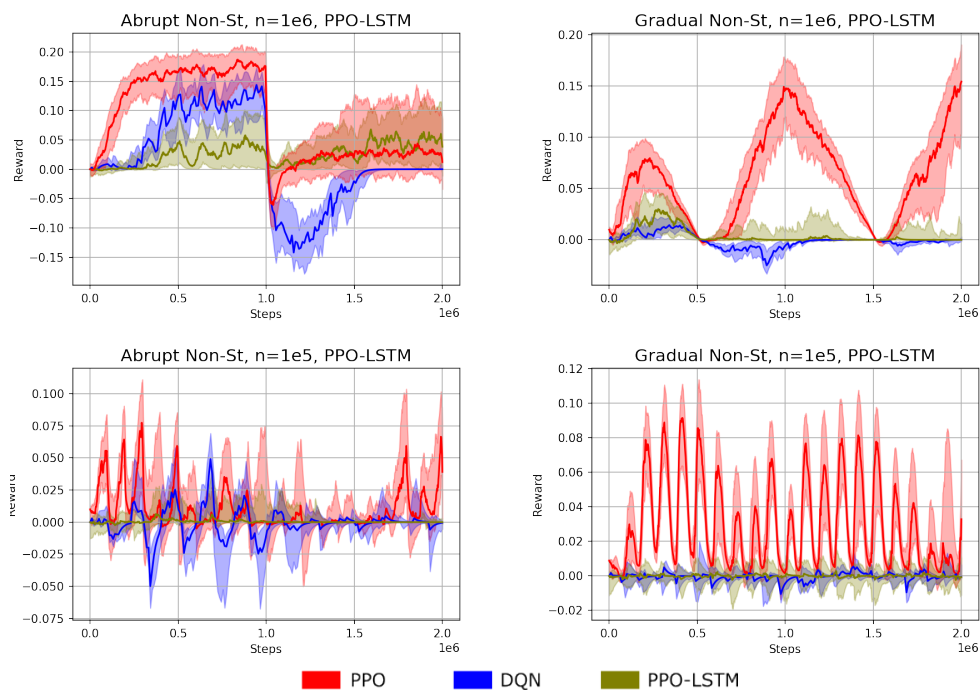 Abrupt Non-St, n=1e6, PPO-LSTM
0.20
0.15
0.10
0.05
0.00
−0.05
−0.10
−0.15
Reward
0.0 0.5 1.0 1.5 2.0
Steps
1e6
Gradual Non-St, n=1e6, PPO-LSTM
0.20
0.15
0.10
0.05
0.00
Reward
0.0 0.5 1.0 1.5 2.0
Steps
1e6
Abrupt Non-St, n=1e5, PPO-LSTM
0.100
0.075
0.050
0.025
0.000
−0.025
−0.050
−0.075
Reward
0.0 0.5 1.0 1.5 2.0
Steps
1e6
Gradual Non-St, n=1e5, PPO-LSTM
0.12
0.10
0.08
0.06
0.04
0.02
0.00
−0.02
Reward
0.0 0.5 1.0 1.5 2.0
Steps
1e6
PPO DQN PPO-LSTM